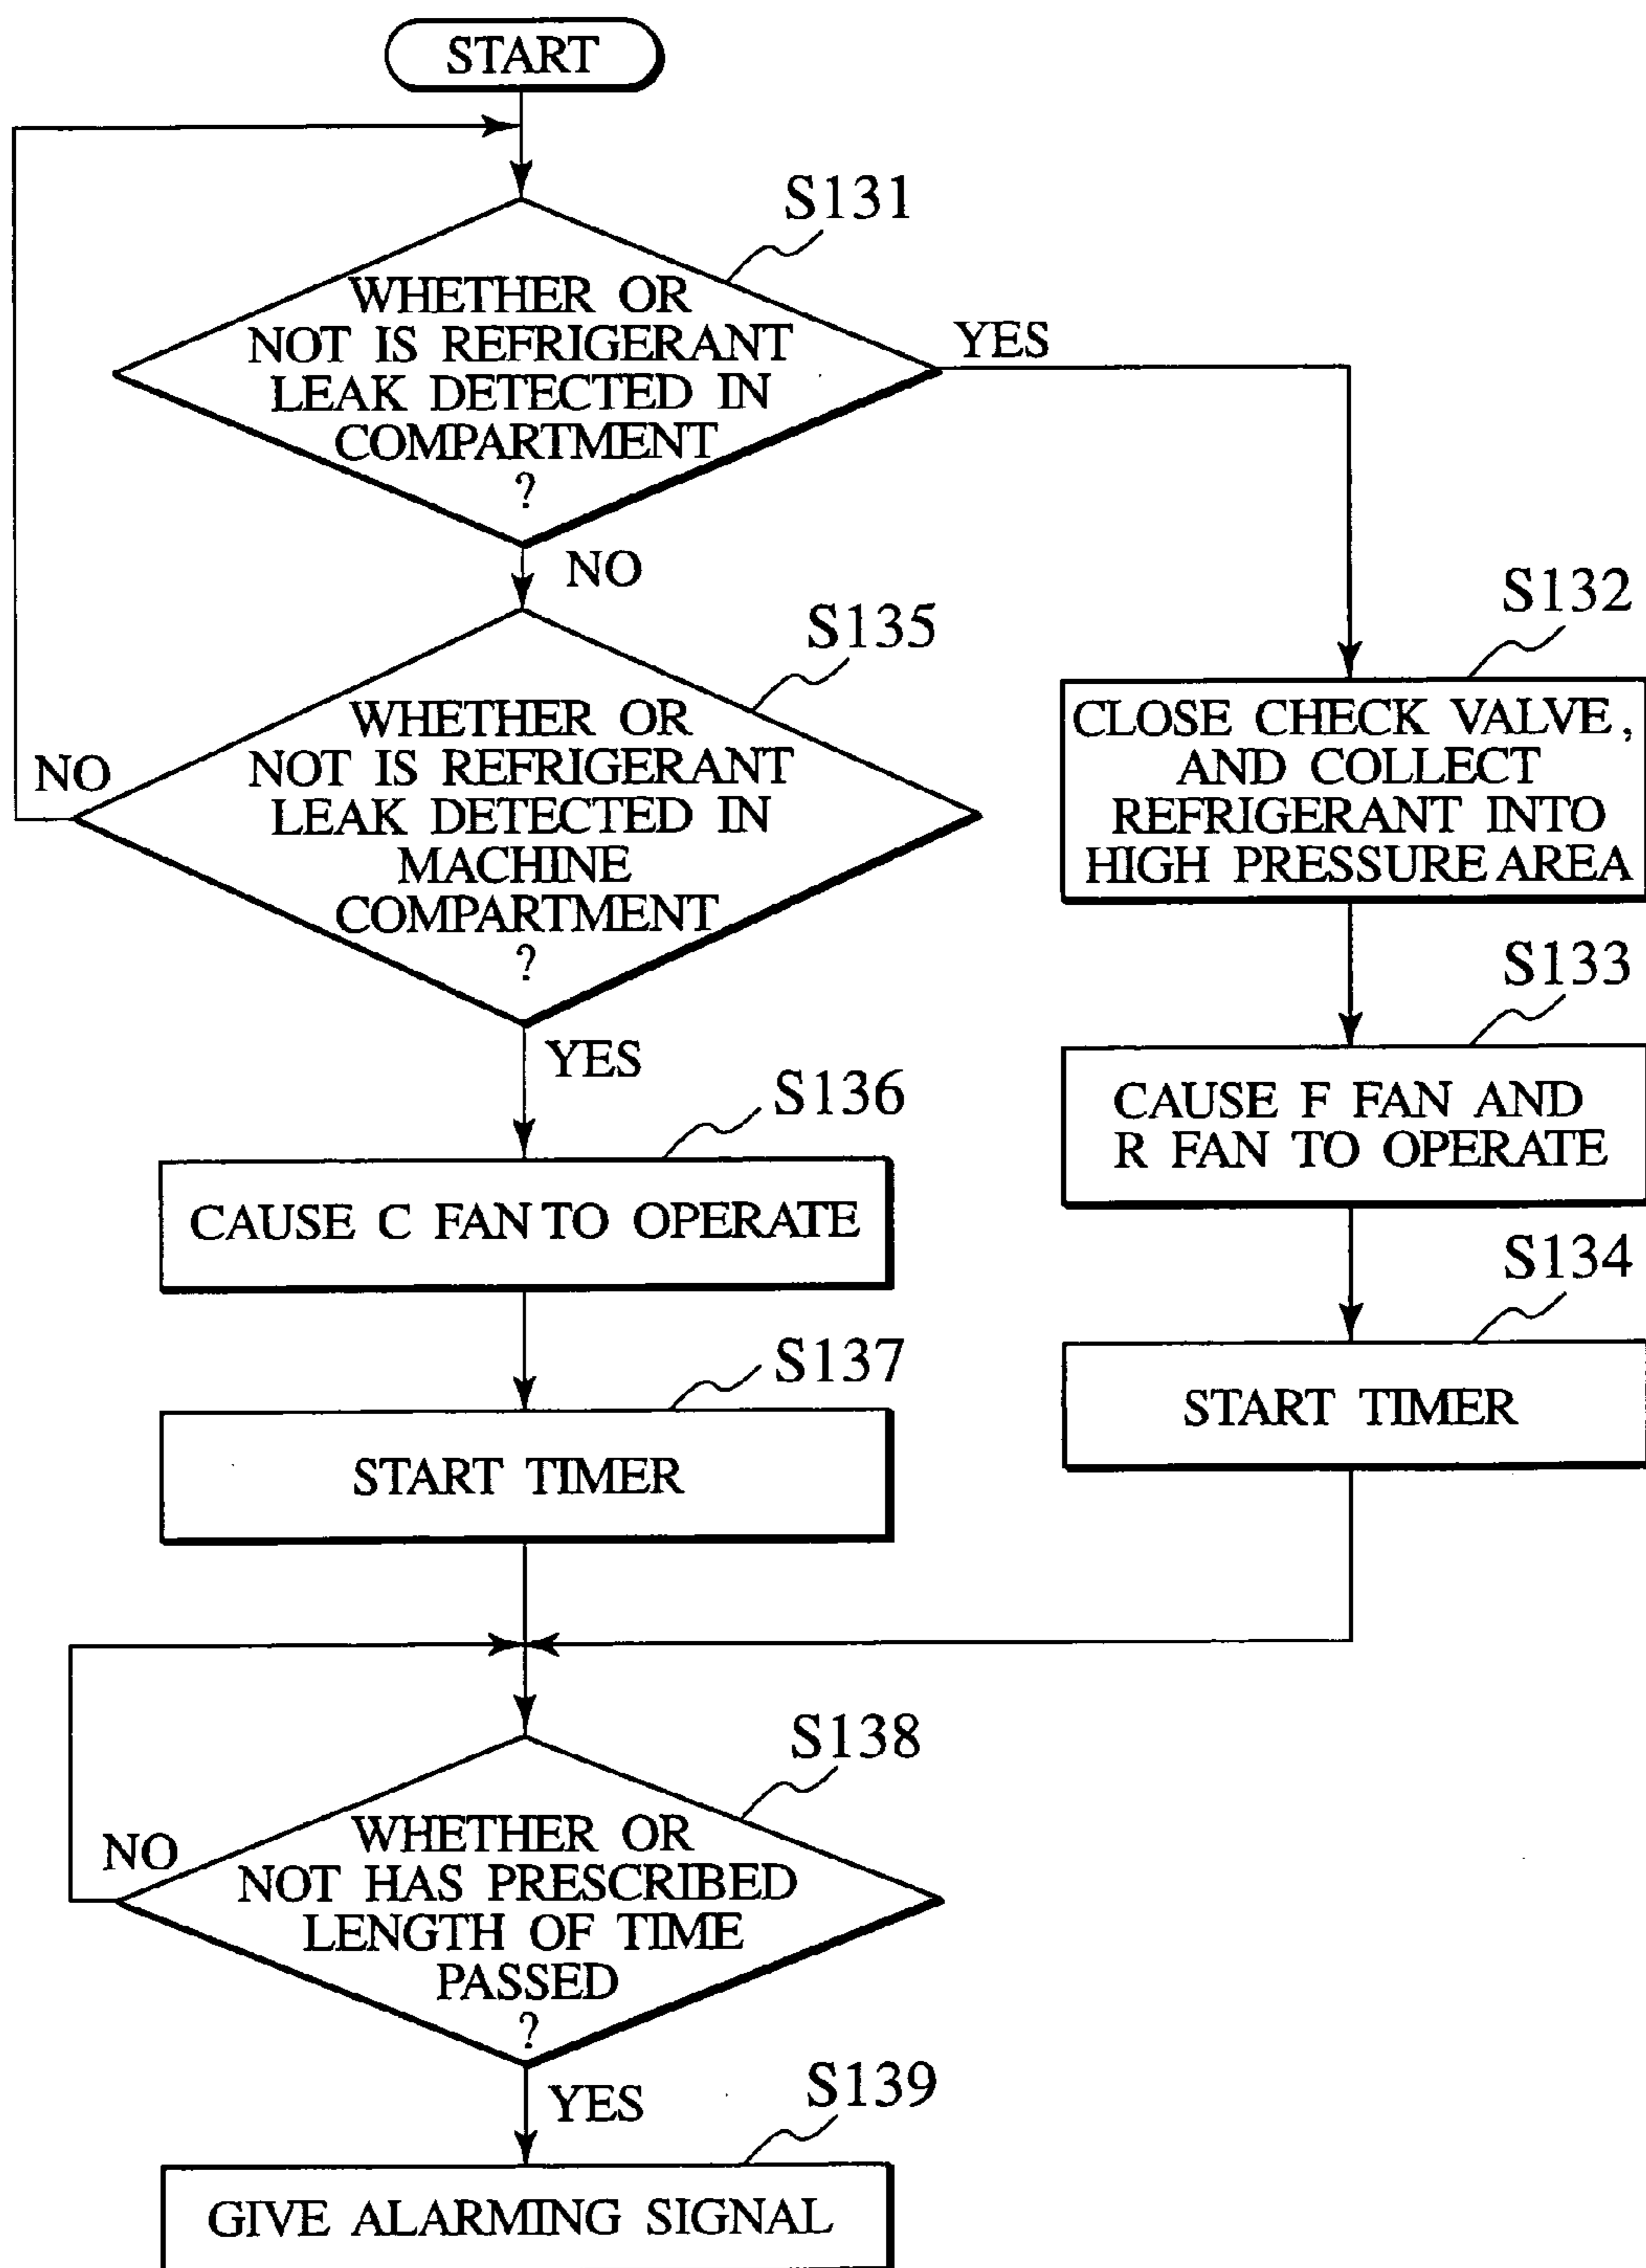 START
S131
WHETHER OR
NOT IS REFRIGERANT
LEAK DETECTED IN
COMPARTMENT
?
YES
NO
S132
CLOSE CHECK VALVE,
AND COLLECT
REFRIGERANT INTO
HIGH PRESSURE AREA
S135
WHETHER OR
NOT IS REFRIGERANT
LEAK DETECTED IN
MACHINE
COMPARTMENT
?
NO
YES
S133
CAUSE F FAN AND
R FAN TO OPERATE
S136
CAUSE C FAN TO OPERATE
S134
START TIMER
S137
START TIMER
S138
WHETHER OR
NOT HAS PRESCRIBED
LENGTH OF TIME
PASSED
?
NO
YES
S139
GIVE ALARMING SIGNAL